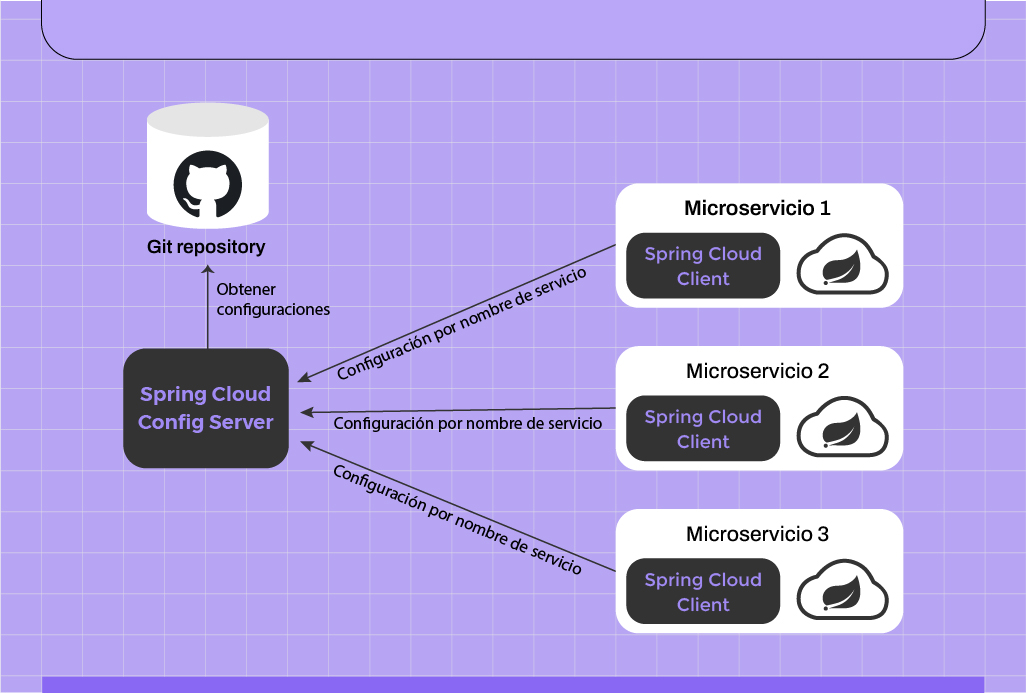 Git repository
Obtener
configuraciones
Spring Cloud
Config Server
Configuración por nombre de servicio
Configuración por nombre de servicio
Configuración por nombre de servicio
Microservicio 1
Spring Cloud
Client
Microservicio 2
Spring Cloud
Client
Microservicio 3
Spring Cloud
Client